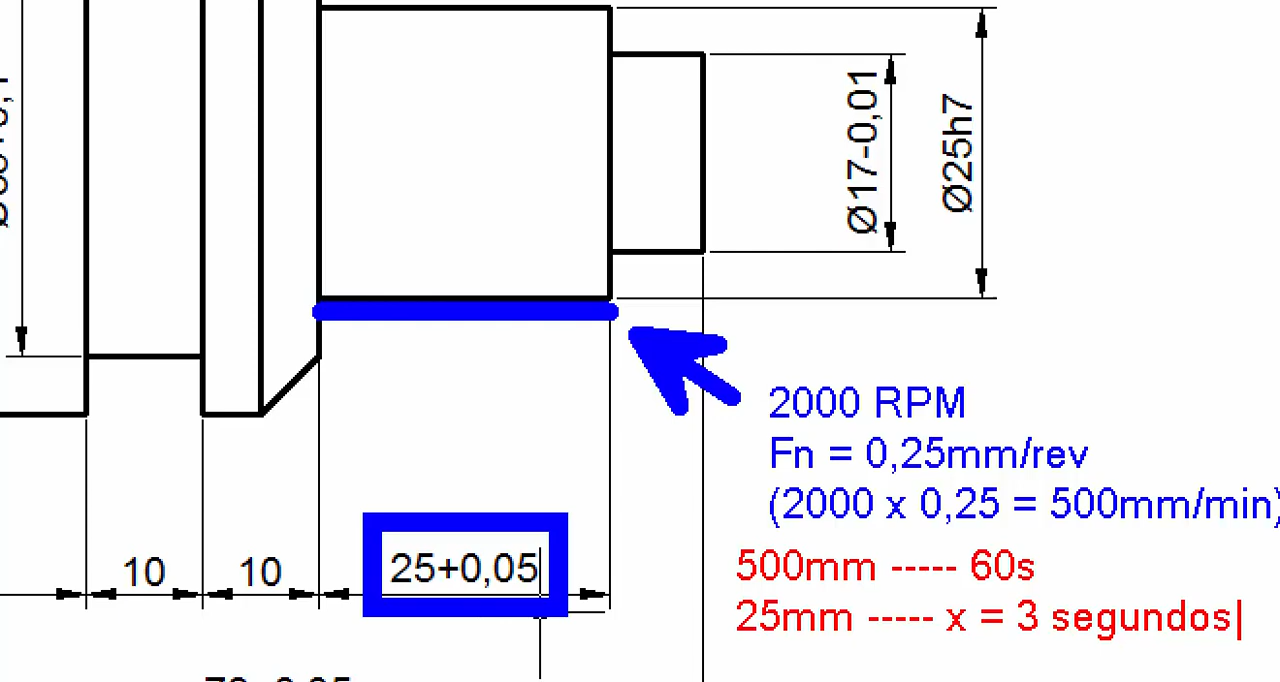 Ø17-0,01
Ø25h7
2000 RPM
Fn = 0,25mm/rev
(2000 x 0,25 = 500mm/min)
10
10
25+0,05
500mm ----- 60s
25mm ----- x = 3 segundos|